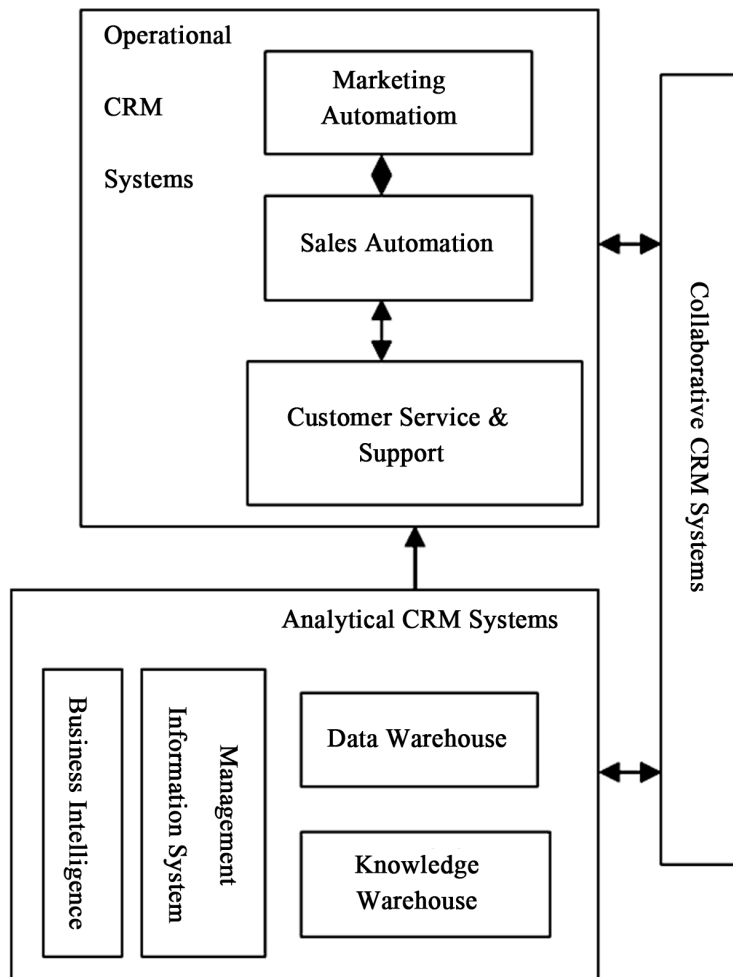 Operational
CRM
Systems
Marketing
Automatiom
Sales Automation
Customer Service &
Support
Collaborative CRM Systems
Analytical CRM Systems
Business Intelligence
Management
Information System
Data Warehouse
Knowledge
Warehouse